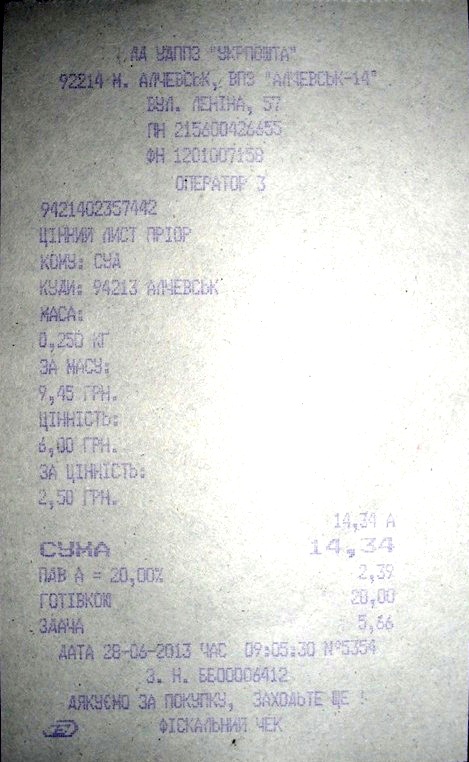 ДД УДППЗ "УКРПОШТА"
92214 М. АЛЧЕВСЬК, ВПЗ "АЛЧЕВСЬК-14"
ВУЛ. ЛЕНІНА, 57
ПН 215600426655
ФН 1201007158
ОПЕРАТОР 3
9421402357442
ЦІННИЙ ЛИСТ ПРІОР
КОМУ: СУД
КУДИ: 94213 АЛЧЕВСЬК
МАСА:
0,250 КГ
ЗА МАСУ:
9,45 ГРН.
ЦІННІСТЬ:
6,00 ГРН.
ЗА ЦІННІСТЬ:
2,50 ГРН.
14,34 А
СУМА 14,34
ПДВ А = 20,00% 2,39
ГОТІВКОЮ 20,00
ЗДАЧА 5,66
ДАТА 28-06-2013 ЧАС 09:05:30 №5354
З. Н. ББ00006412
ДЯКУЄМО ЗА ПОКУПКУ, ЗАХОДЬТЕ ЩЕ !
ФІСКАЛЬНИЙ ЧЕК